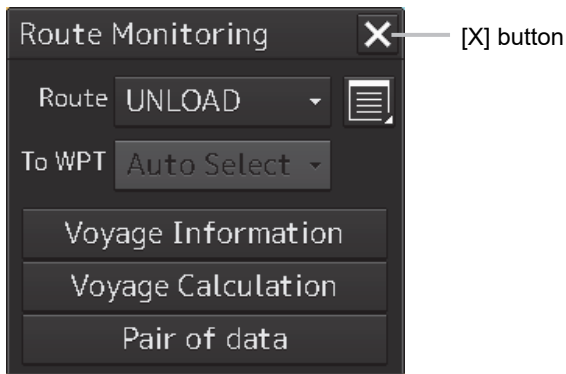 Route Monitoring
[X] button
Route UNLOAD
To WPT Auto Select
Voyage Information
Voyage Calculation
Pair of data